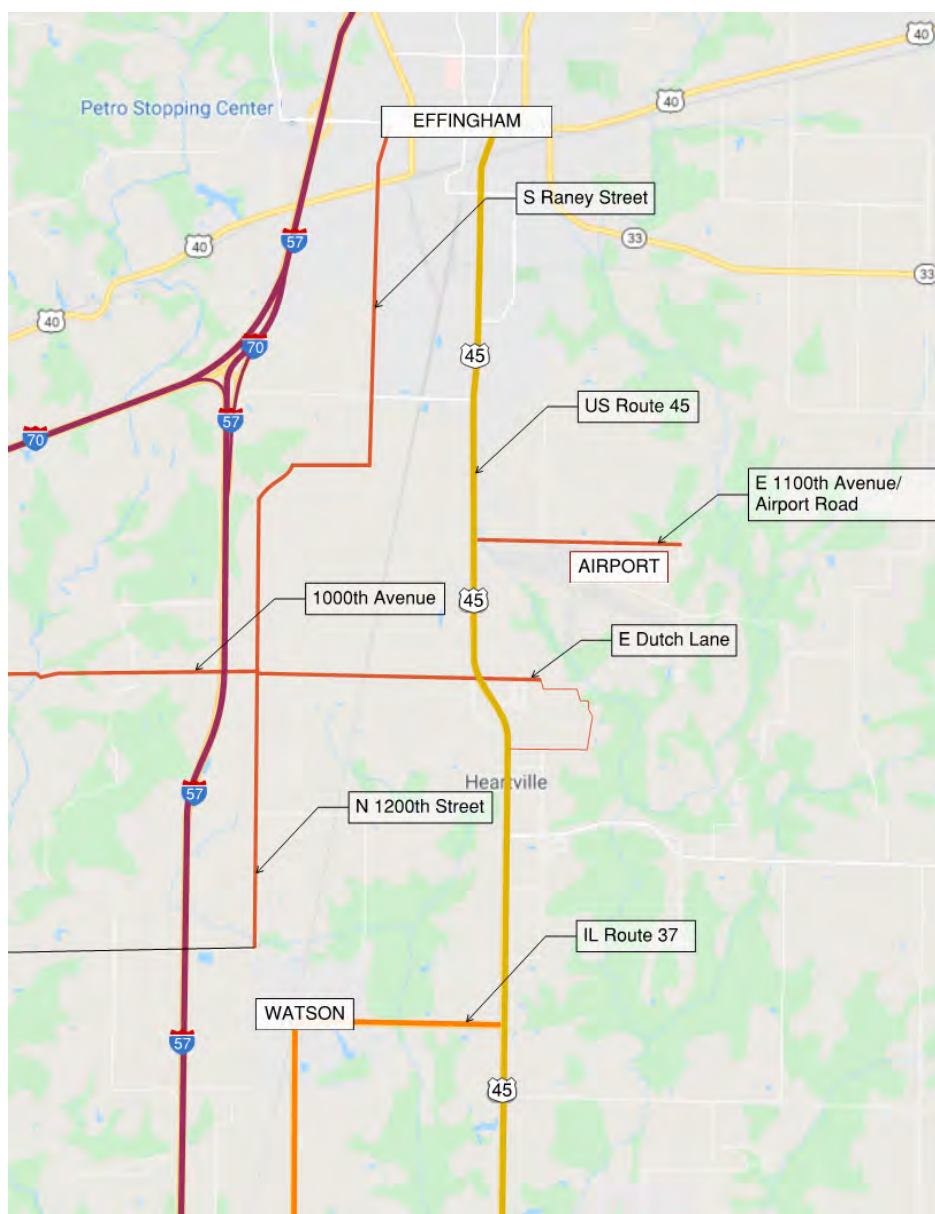 40
Petro Stopping Center
40
EFFINGHAM
S Raney Street
57
33
40
33
40
70
45
57
US Route 45
70
E 1100th Avenue/
Airport Road
AIRPORT
1000th Avenue
45
E Dutch Lane
Heartville
57
N 1200th Street
IL Route 37
WATSON
57
45